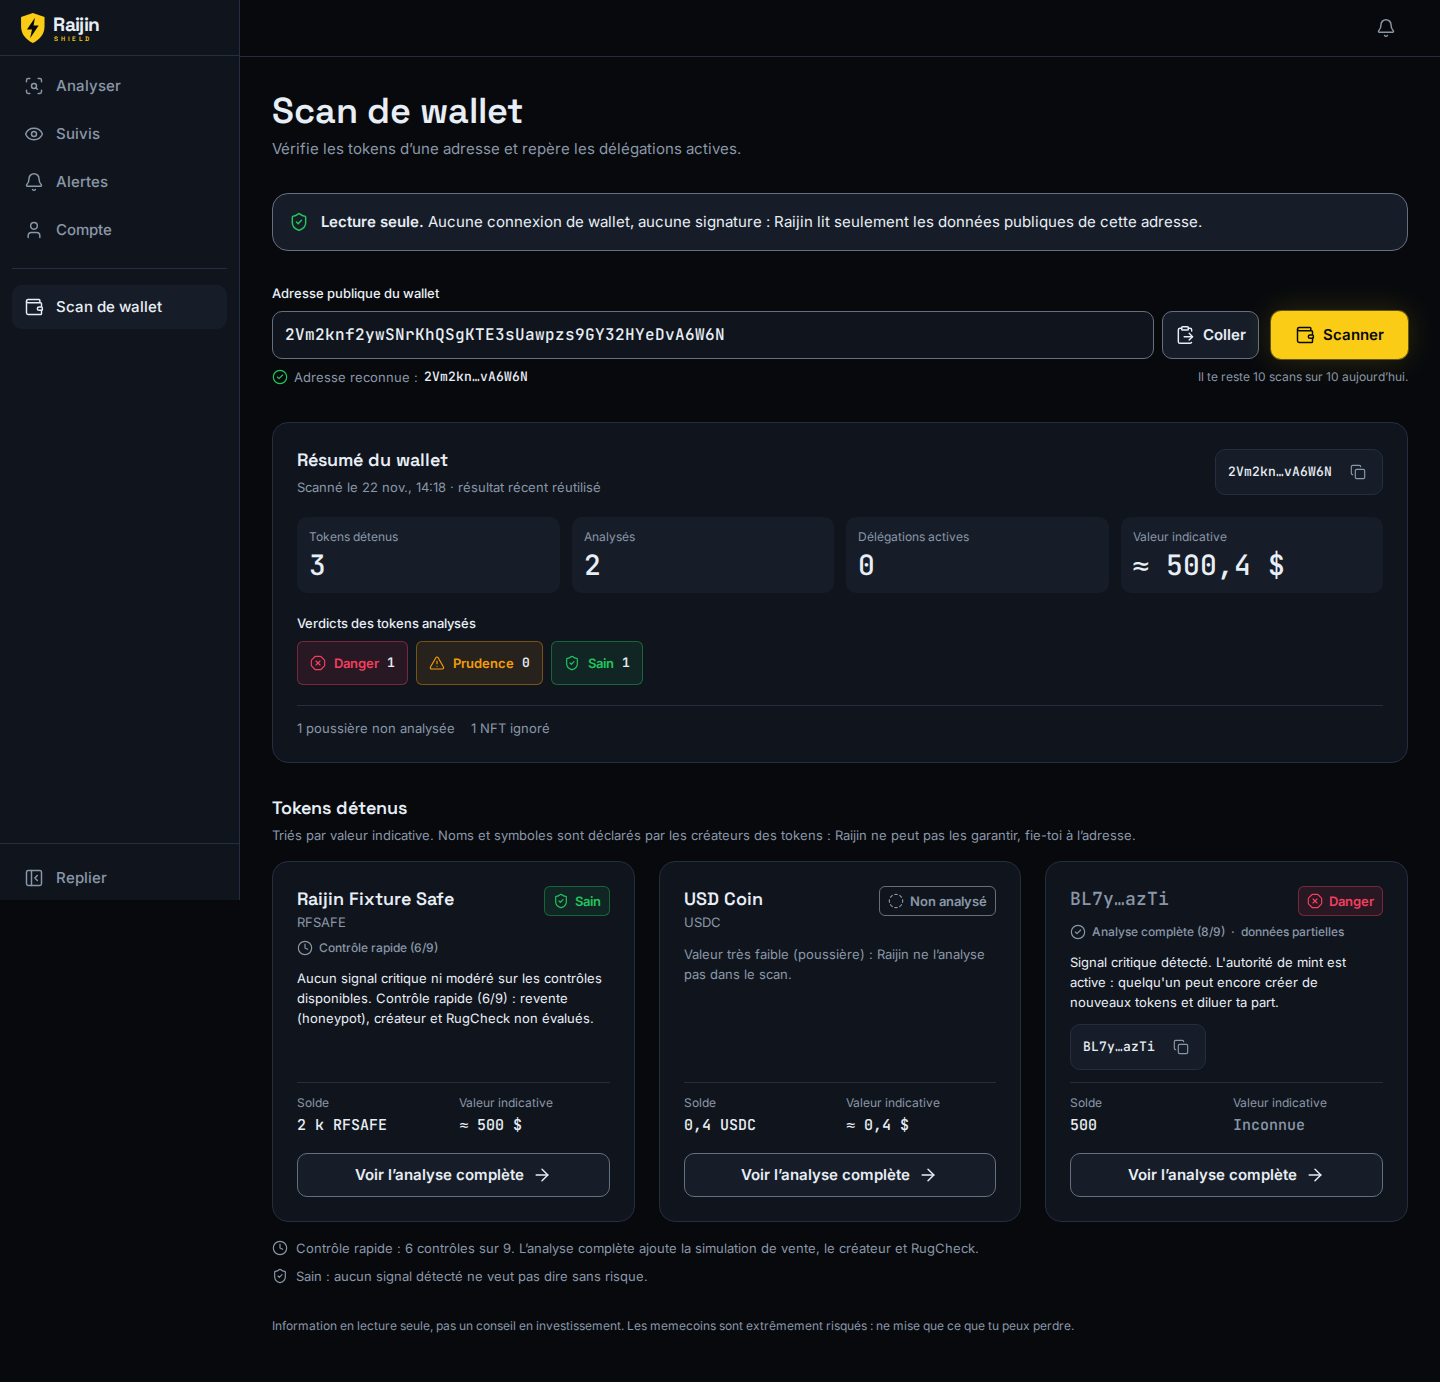 Raijin
SHIELD
Analyser
Suivis
Alertes
Compte
Scan de wallet
Replier
Scan de wallet
Vérifie les tokens d’une adresse et repère les délégations actives.
Lecture seule. Aucune connexion de wallet, aucune signature : Raijin lit seulement les données publiques de cette adresse.
Adresse publique du wallet
2Vm2knf2ywSNrKhQSgKTE3sUawpzs9GY32HYeDvA6W6N
Coller
Scanner
Adresse reconnue : 2Vm2kn…vA6W6N
Il te reste 10 scans sur 10 aujourd’hui.
Résumé du wallet
Scanné le 22 nov., 14:18 · résultat récent réutilisé
2Vm2kn…vA6W6N
Tokens détenus
3
Analysés
2
Délégations actives
0
Valeur indicative
≈ 500,4 $
Verdicts des tokens analysés
Danger 1
Prudence 0
Sain 1
1 poussière non analysée 1 NFT ignoré
Tokens détenus
Triés par valeur indicative. Noms et symboles sont déclarés par les créateurs des tokens : Raijin ne peut pas les garantir, fie-toi à l’adresse.
Raijin Fixture Safe
Sain
RFSAFE
Contrôle rapide (6/9)
Aucun signal critique ni modéré sur les contrôles
disponibles. Contrôle rapide (6/9) : revente
(honeypot), créateur et RugCheck non évalués.
Solde
2 k RFSAFE
Valeur indicative
≈ 500 $
Voir l’analyse complète
USD Coin
Non analysé
USDC
Valeur très faible (poussière) : Raijin ne l’analyse
pas dans le scan.
Solde
0,4 USDC
Valeur indicative
≈ 0,4 $
Voir l’analyse complète
BL7y…azTi
Danger
Analyse complète (8/9) · données partielles
Signal critique détecté. L'autorité de mint est
active : quelqu'un peut encore créer de
nouveaux tokens et diluer ta part.
BL7y…azTi
Solde
500
Valeur indicative
Inconnue
Voir l’analyse complète
Contrôle rapide : 6 contrôles sur 9. L’analyse complète ajoute la simulation de vente, le créateur et RugCheck.
Sain : aucun signal détecté ne veut pas dire sans risque.
Information en lecture seule, pas un conseil en investissement. Les memecoins sont extrêmement risqués : ne mise que ce que tu peux perdre.